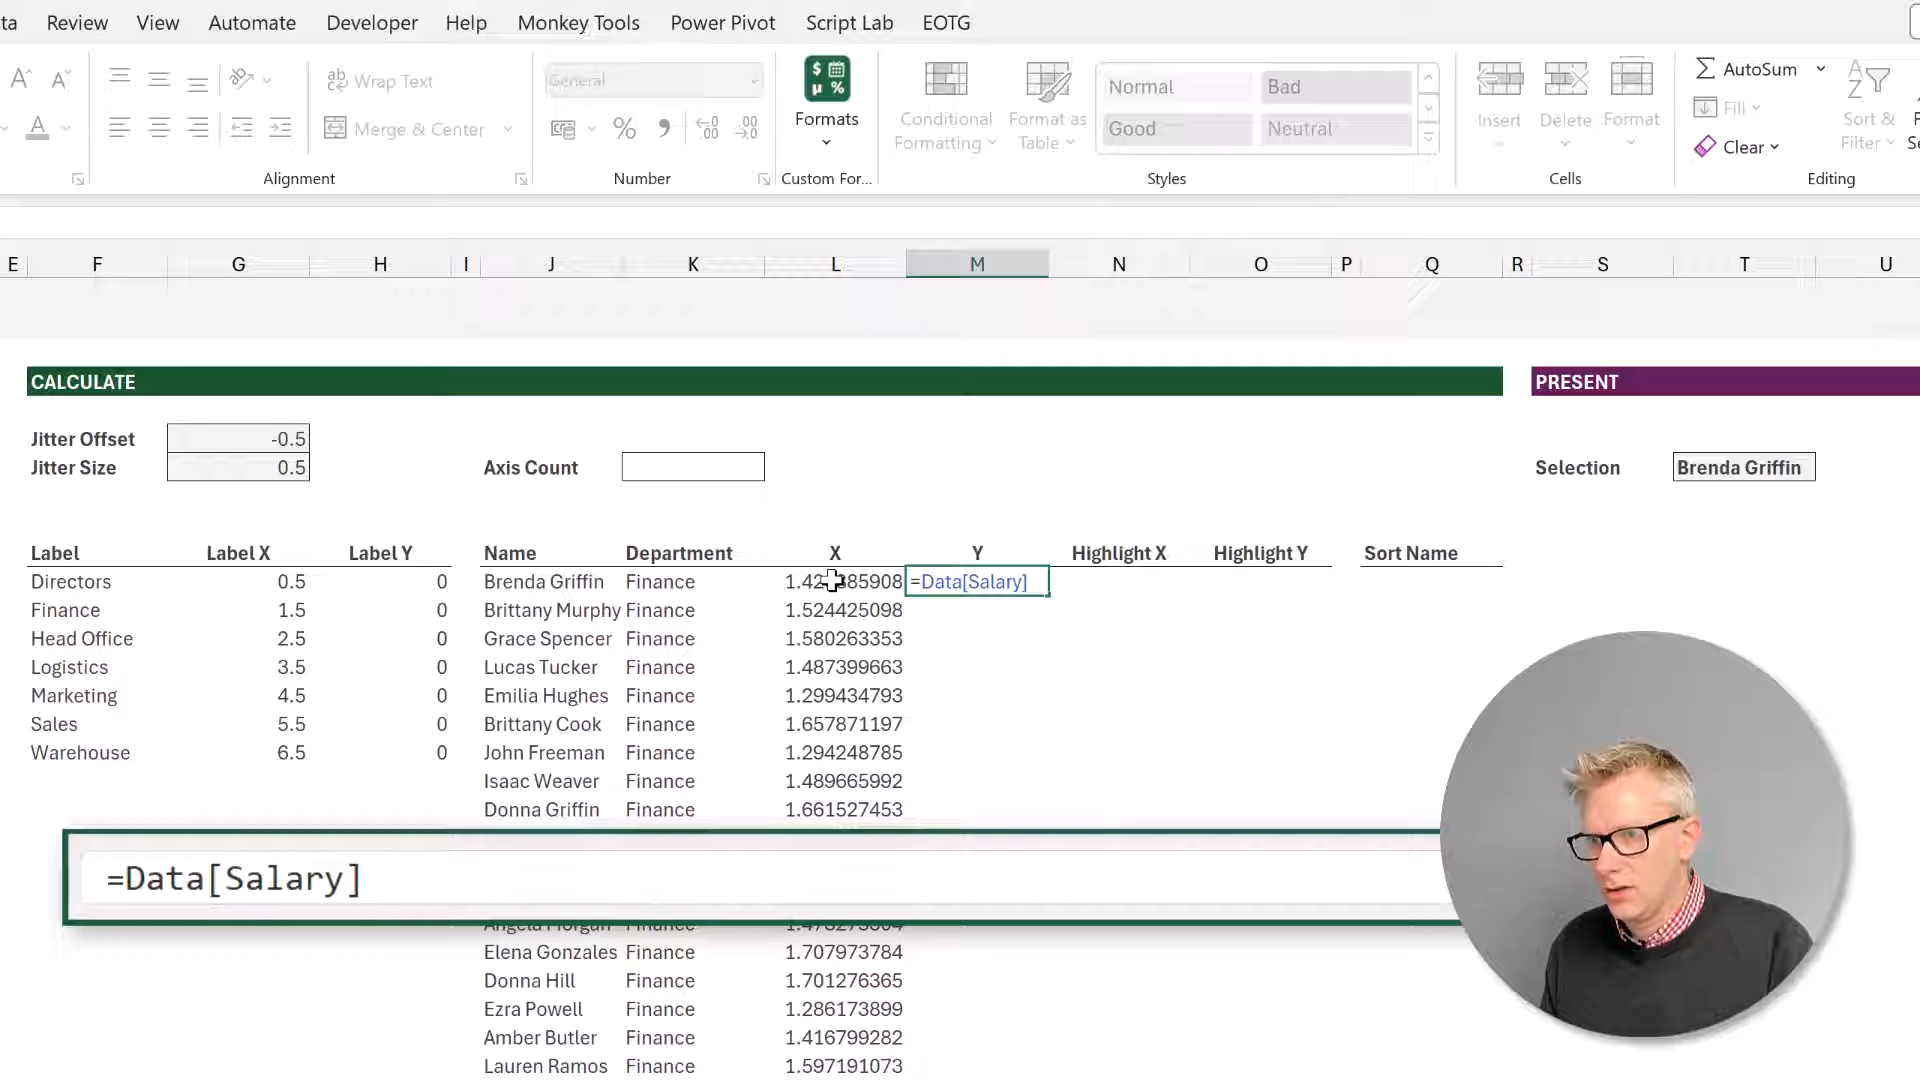 Review View Automate Developer Help Monkey Tools Power Pivot Script Lab EOTG
Wrap Text General AutoSum
Formats Conditional Formatting Format as Table Normal Bad Insert Delete Format Fill Sort & Filter
Merge & Center Good Neutral Clear
Alignment Number Custom For... Styles Cells Editing
E F G H I J K L M N O P Q R S T U
CALCULATE PRESENT
Jitter Offset -0.5
Jitter Size 0.5 Axis Count Selection Brenda Griffin
Label Label X Label Y Name Department X Y Highlight X Highlight Y Sort Name
Directors 0.5 0 Brenda Griffin Finance =Data[Salary]
Finance 1.5 0 Brittany Murphy Finance 1.524425098
Head Office 2.5 0 Grace Spencer Finance 1.580263353
Logistics 3.5 0 Lucas Tucker Finance 1.487399663
Marketing 4.5 0 Emilia Hughes Finance 1.299434793
Sales 5.5 0 Brittany Cook Finance 1.657871197
Warehouse 6.5 0 John Freeman Finance 1.294248785
Isaac Weaver Finance 1.489665992
Donna Griffin Finance 1.661527453
=Data[Salary]
Elena Gonzales Finance 1.707973784
Donna Hill Finance 1.701276365
Ezra Powell Finance 1.286173899
Amber Butler Finance 1.416799282
Lauren Ramos Finance 1.597191073